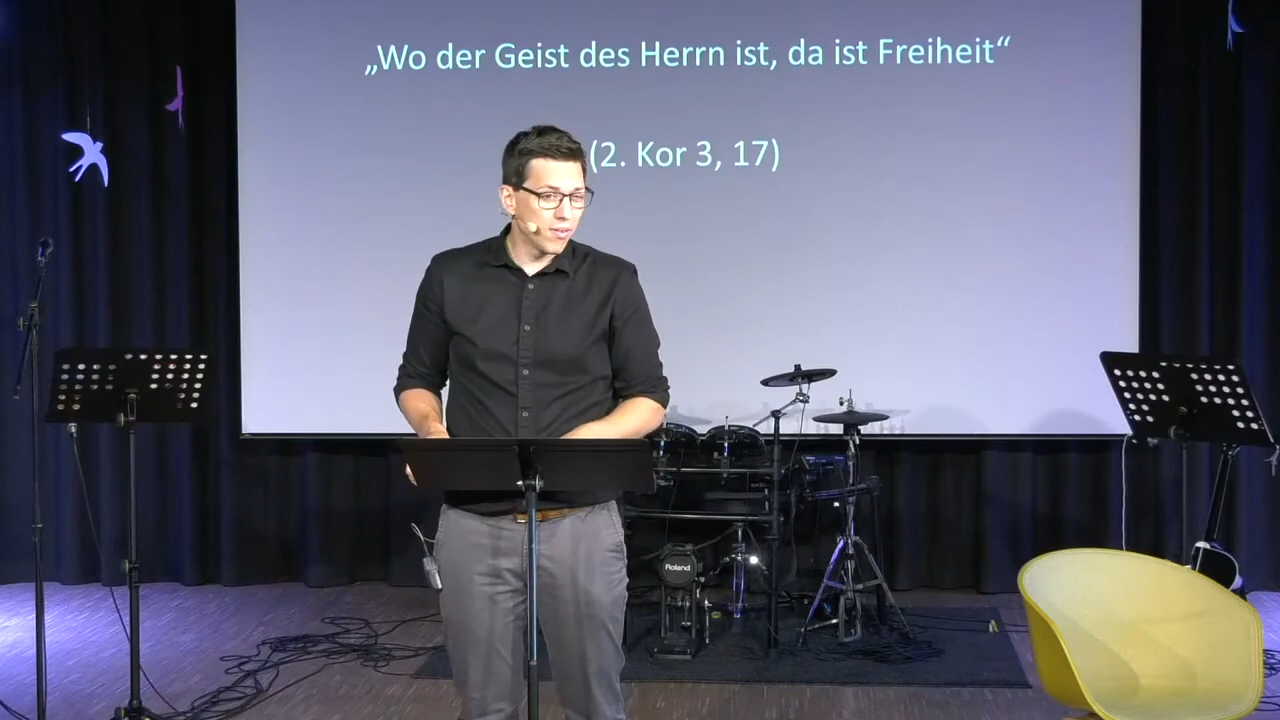 „Wo der Geist des Herrn ist, da ist Freiheit“
(2. Kor 3, 17)
Roland